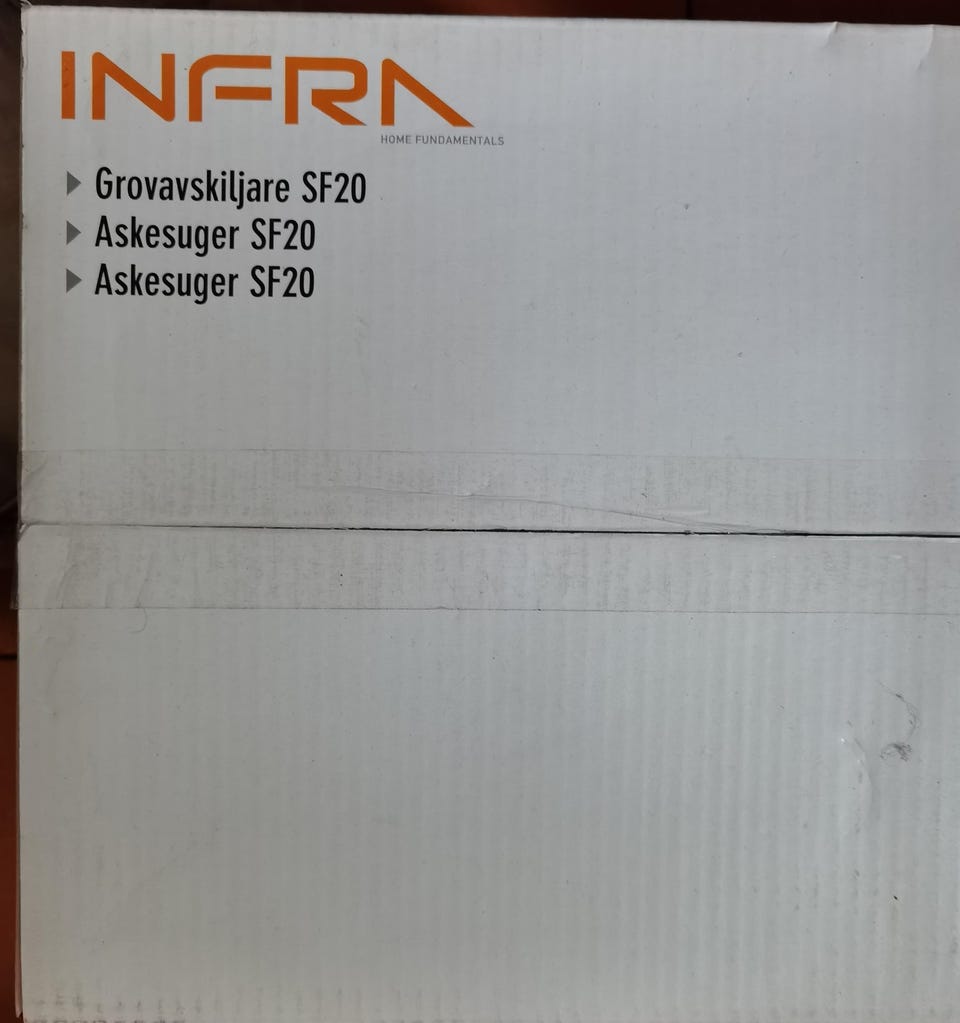 INFRA
HOME FUNDAMENTALS
Grovavskiljare SF20
Askesuger SF20
Askesuger SF20